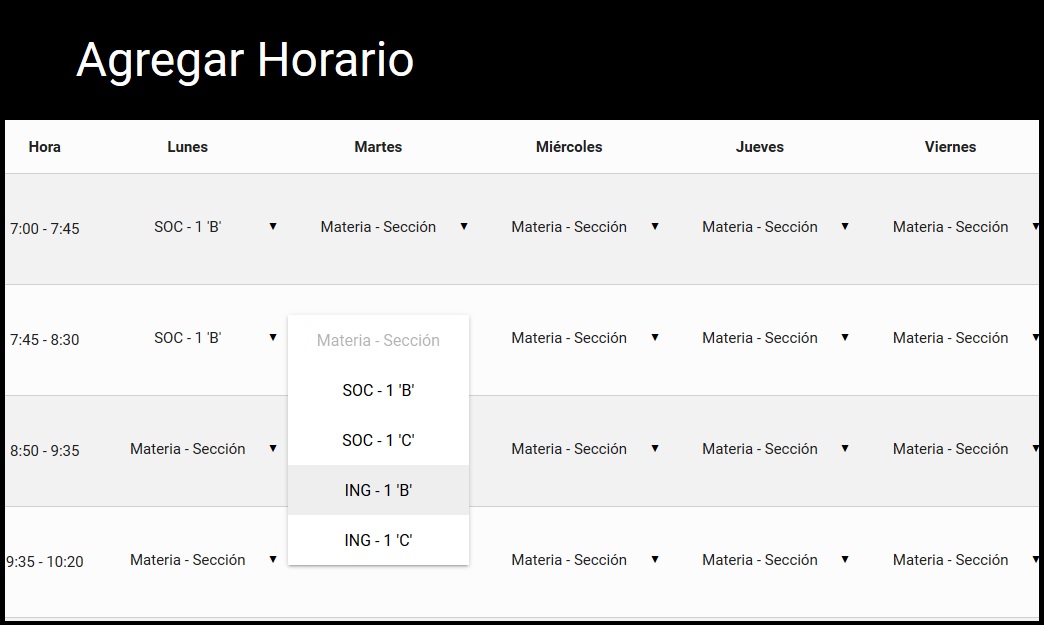 Agregar Horario
Hora Lunes Martes Miércoles Jueves Viernes
7:00 - 7:45 SOC - 1 'B' Materia - Sección Materia - Sección Materia - Sección Materia - Sección
7:45 - 8:30 SOC - 1 'B' Materia - Sección Materia - Sección Materia - Sección Materia - Sección
SOC - 1 'B'
SOC - 1 'C'
8:50 - 9:35 Materia - Sección Materia - Sección Materia - Sección Materia - Sección
ING - 1 'B'
ING - 1 'C'
9:35 - 10:20 Materia - Sección Materia - Sección Materia - Sección Materia - Sección